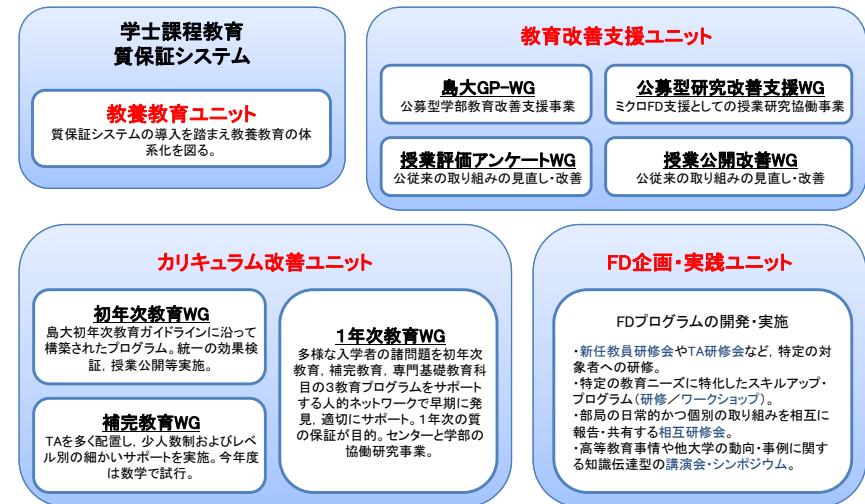 学士課程教育
質保証システム
教養教育ユニット
質保証システムの導入を踏まえ教養教育の体
系化を図る。
教育改善支援ユニット
島大GP-WG
公募型学部教育改善支援事業
公募型研究改善支援WG
ミクロFD支援としての授業研究協働事業
授業評価アンケートWG
公従来の取り組みの見直し・改善
授業公開改善WG
公従来の取り組みの見直し・改善
カリキュラム改善ユニット
初年次教育WG
島大初年次教育ガイドラインに沿って
構築されたプログラム。統一の効果検
証，授業公開等実施。
補完教育WG
TAを多く配置し，少人数制およびレベ
ル別の細かいサポートを実施。今年度
は数学で試行。
１年次教育WG
多様な入学者の諸問題を初年次
教育，補完教育，専門基礎教育科
目の３教育プログラムをサポート
する人的ネットワークで早期に発
見，適切にサポート。１年次の質
の保証が目的。センターと学部の
協働研究事業。
FD企画・実践ユニット
FDプログラムの開発・実施
・新任教員研修会やTA研修会など，特定の対
象者への研修。
・特定の教育ニーズに特化したスキルアップ・
プログラム（研修／ワークショップ）。
・部局の日常的かつ個別の取り組みを相互に
報告・共有する相互研修会。
・高等教育事情や他大学の動向・事例に関す
る知識伝達型の講演会・シンポジウム。